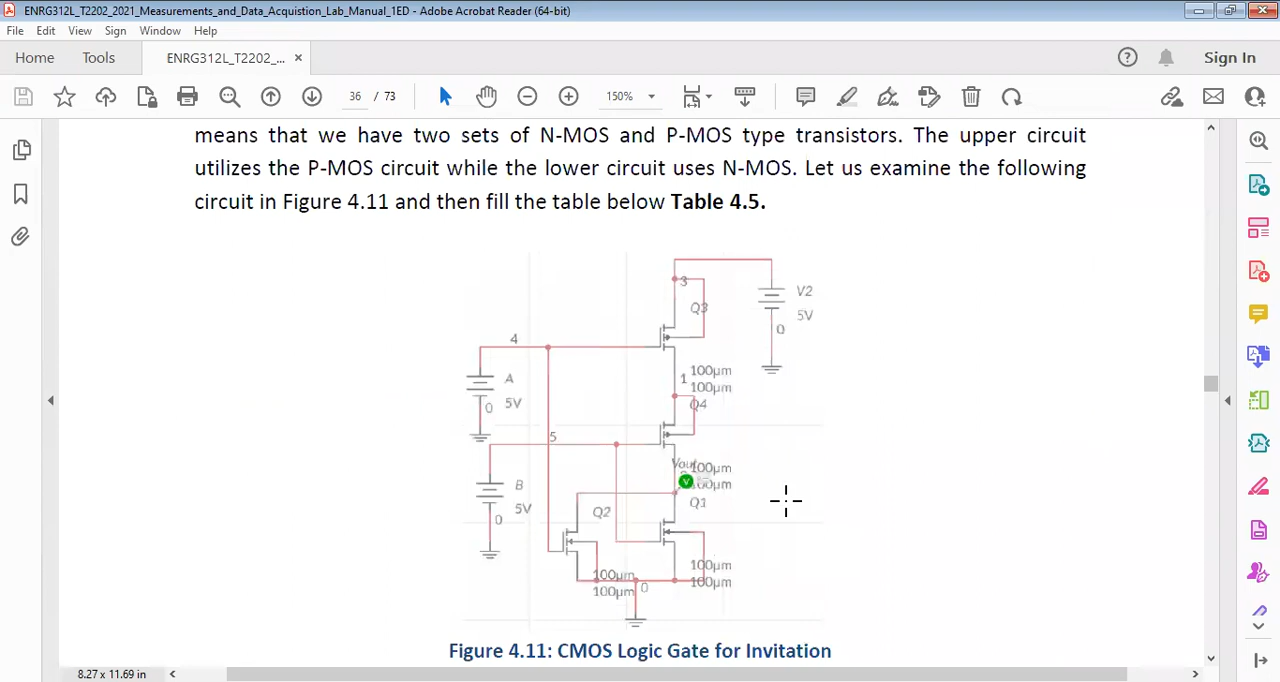 ENRG312L_T2202_2021_Measurements_and_Data_Acquistion_Lab_Manual_1ED - Adobe Acrobat Reader (64-bit)
File Edit View Sign Window Help
Home Tools ENRG312L_T2202_... × Sign In
36 / 73 150%
means that we have two sets of N-MOS and P-MOS type transistors. The upper circuit
utilizes the P-MOS circuit while the lower circuit uses N-MOS. Let us examine the following
circuit in Figure 4.11 and then fill the table below Table 4.5.
3
V2
Q3
5V
0
4
1 100µm
A
100µm
0 5V
Q4
5
Vout
100µm
B
V
Q1
5V
Q2
0
100µm
100µm
100µm
100µm
0
Figure 4.11: CMOS Logic Gate for Invitation
8.27 x 11.69 in